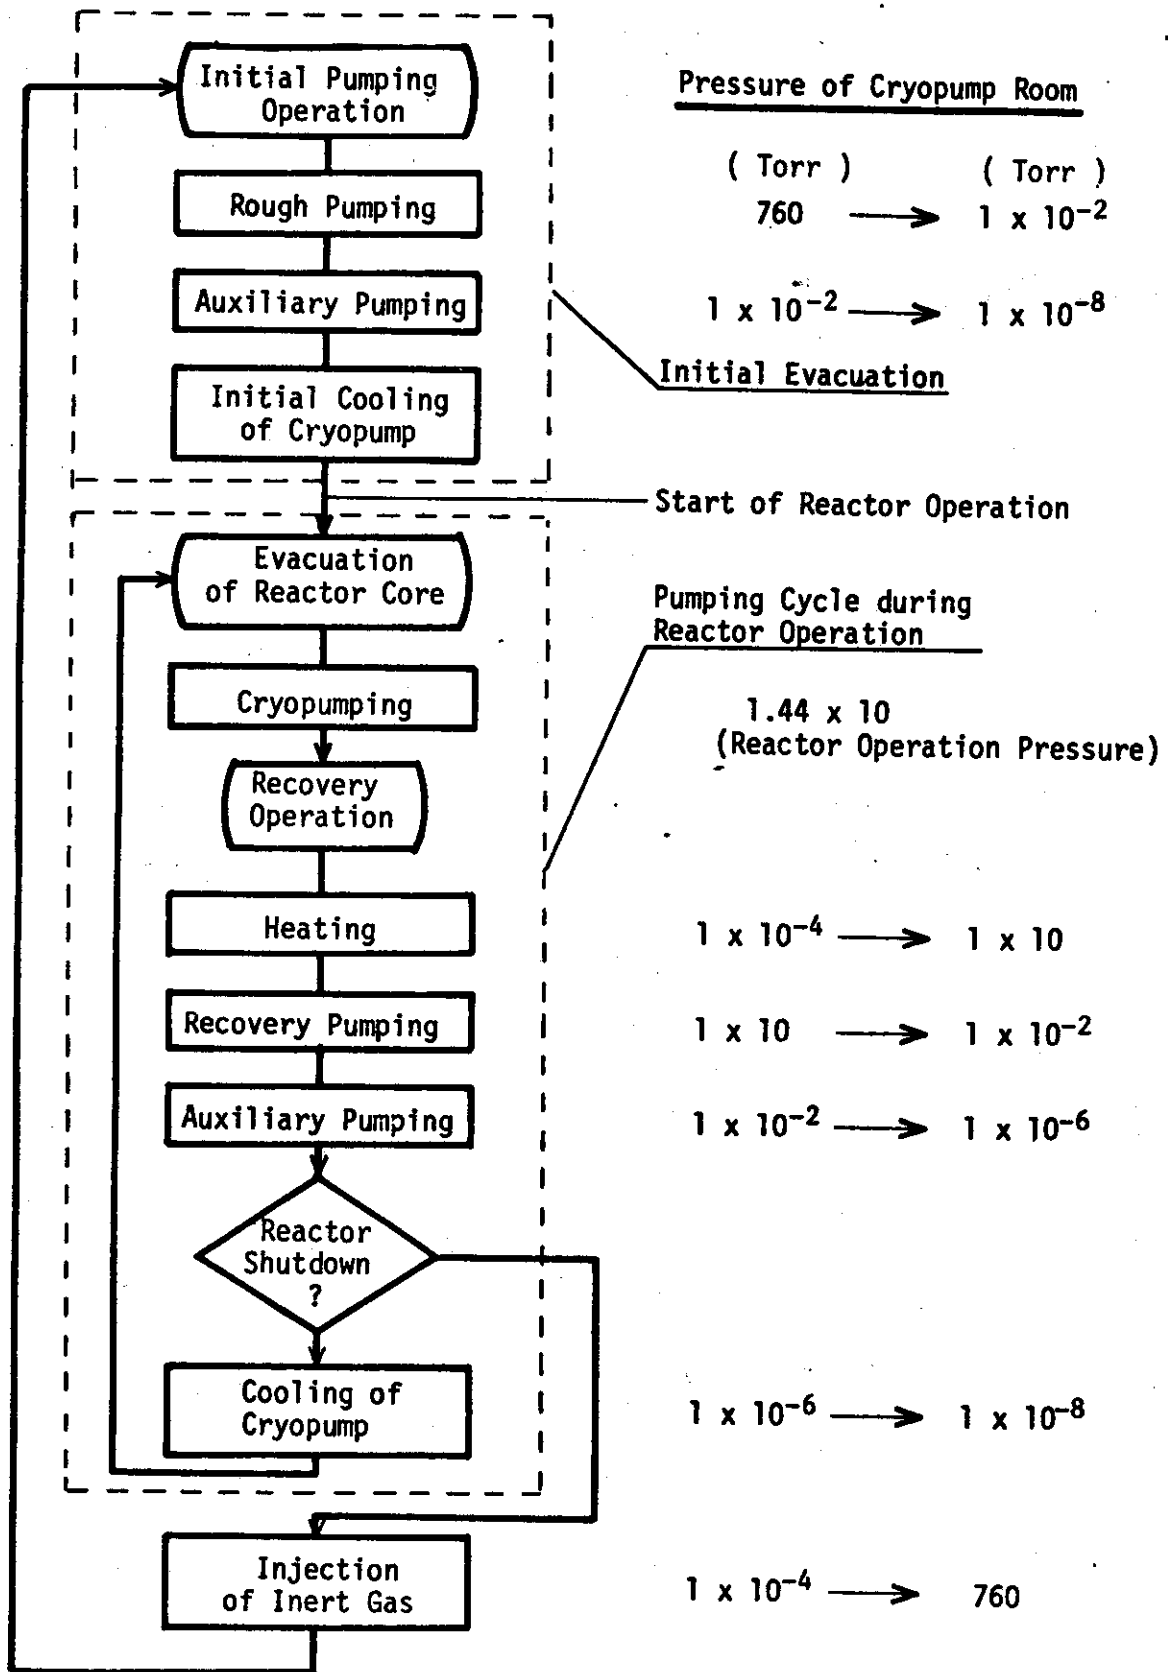 Initial Pumping
Operation
Pressure of Cryopump Room
( Torr ) ( Torr )
Rough Pumping
760 ⟶ 1 x 10⁻²
Auxiliary Pumping
1 x 10⁻² ⟶ 1 x 10⁻⁸
Initial Evacuation
Initial Cooling
of Cryopump
Start of Reactor Operation
Evacuation
of Reactor Core
Pumping Cycle during
Reactor Operation
Cryopumping
1.44 x 10
(Reactor Operation Pressure)
Recovery
Operation
Heating
1 x 10⁻⁴ ⟶ 1 x 10
Recovery Pumping
1 x 10 ⟶ 1 x 10⁻²
Auxiliary Pumping
1 x 10⁻² ⟶ 1 x 10⁻⁶
Reactor
Shutdown
?
Cooling of
Cryopump
1 x 10⁻⁶ ⟶ 1 x 10⁻⁸
Injection
of Inert Gas
1 x 10⁻⁴ ⟶ 760